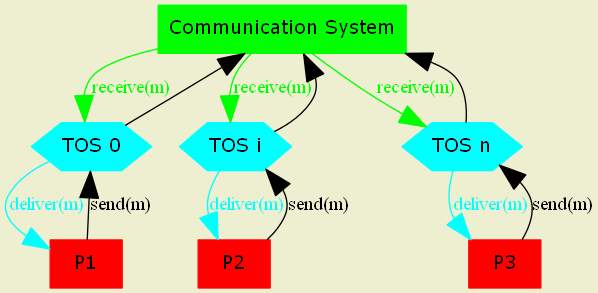 Communication System
receive(m)
receive(m)
receive(m)
TOS 0
TOS i
TOS n
deliver(m)
send(m)
deliver(m)
send(m)
deliver(m)
send(m)
P1
P2
P3